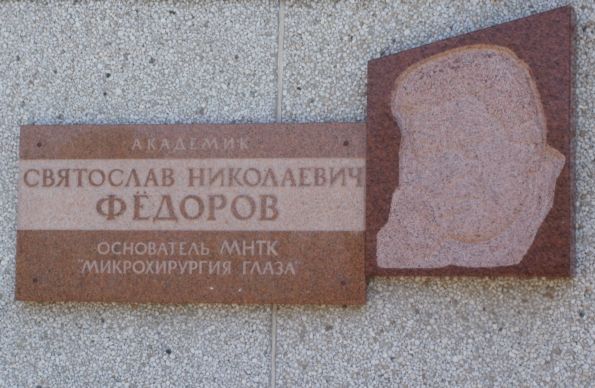 АКАДЕМИК
СВЯТОСЛАВ НИКОЛАЕВИЧ
ФЁДОРОВ
ОСНОВАТЕЛЬ МНТК
"МИКРОХИРУРГИЯ ГЛАЗА"